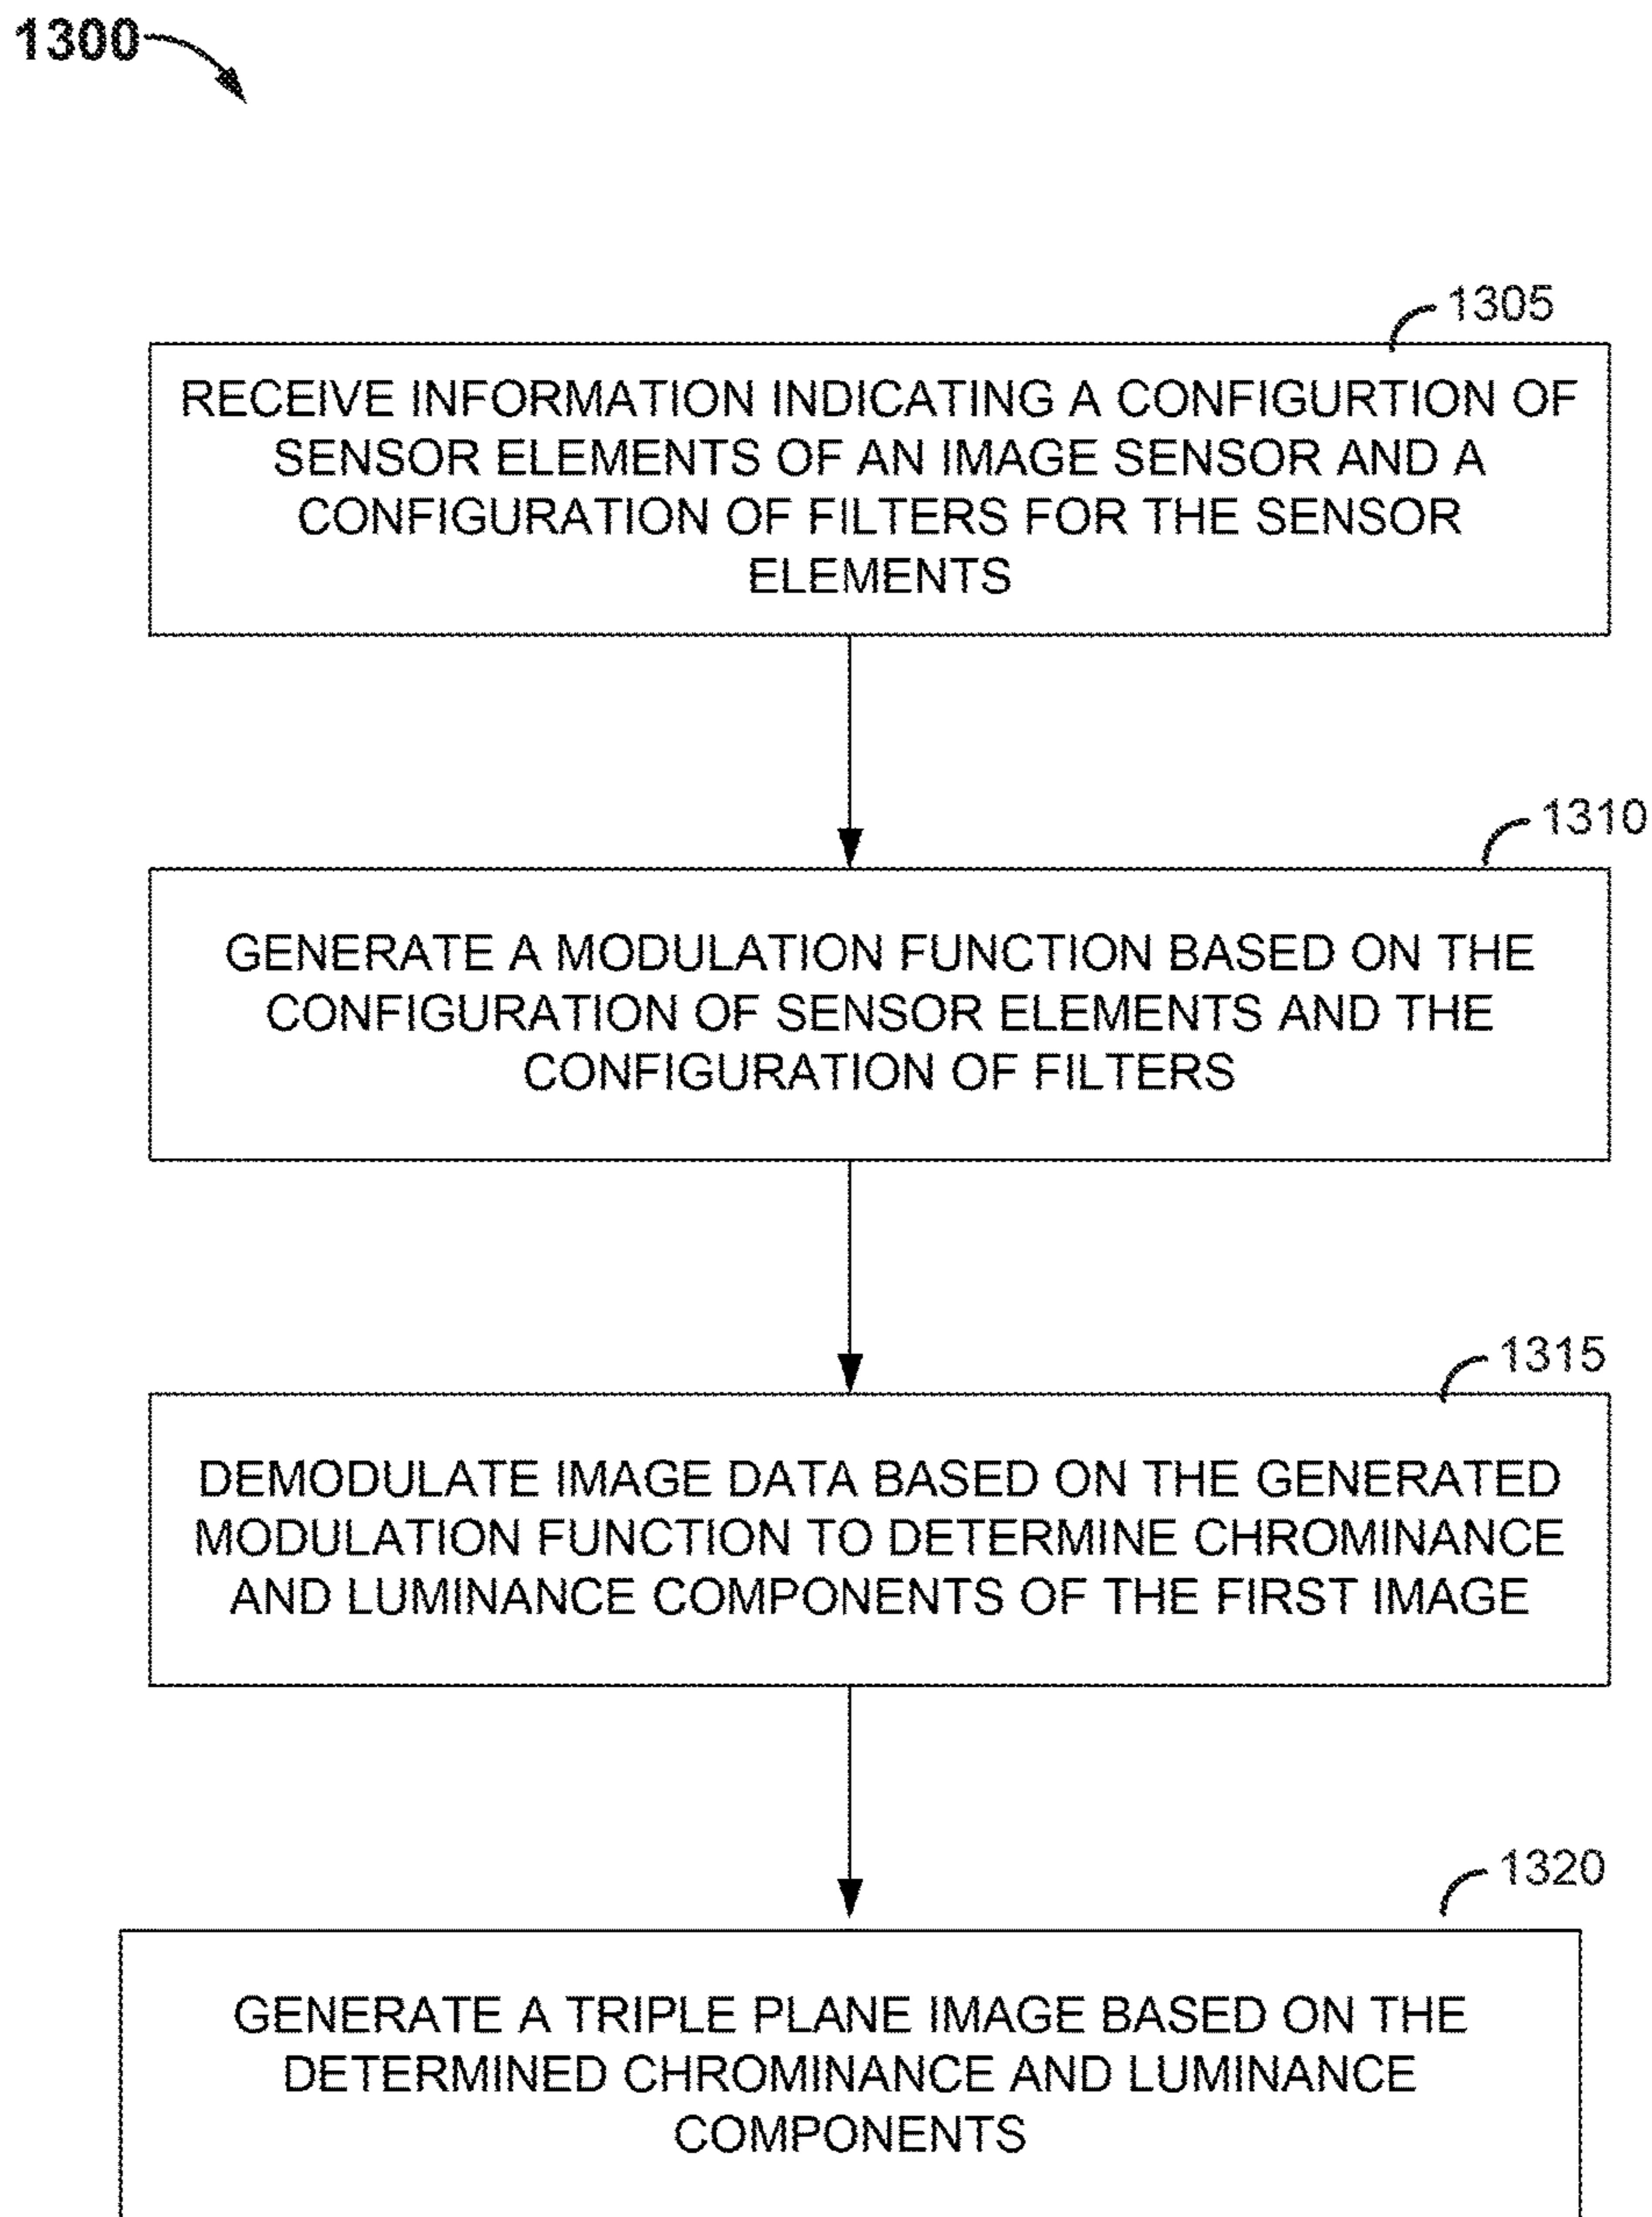 1300
1305
RECEIVE INFORMATION INDICATING A CONFIGURTION OF
SENSOR ELEMENTS OF AN IMAGE SENSOR AND A
CONFIGURATION OF FILTERS FOR THE SENSOR
ELEMENTS
1310
GENERATE A MODULATION FUNCTION BASED ON THE
CONFIGURATION OF SENSOR ELEMENTS AND THE
CONFIGURATION OF FILTERS
1315
DEMODULATE IMAGE DATA BASED ON THE GENERATED
MODULATION FUNCTION TO DETERMINE CHROMINANCE
AND LUMINANCE COMPONENTS OF THE FIRST IMAGE
1320
GENERATE A TRIPLE PLANE IMAGE BASED ON THE
DETERMINED CHROMINANCE AND LUMINANCE
COMPONENTS